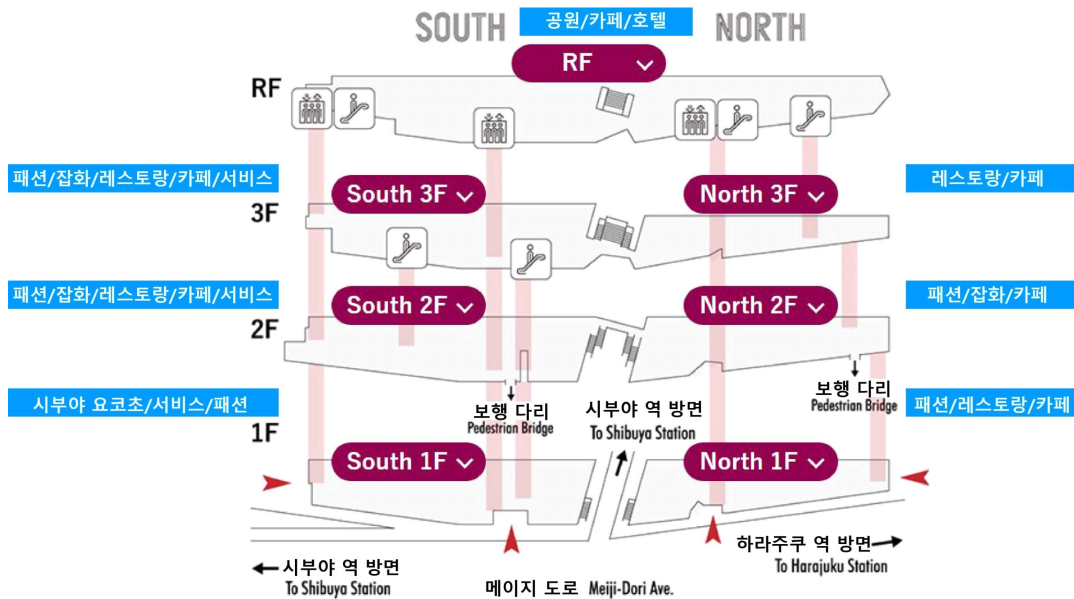 SOUTH
공원/카페/호텔
NORTH
RF
RF
패션/잡화/레스토랑/카페/서비스
South 3F
North 3F
레스토랑/카페
3F
패션/잡화/레스토랑/카페/서비스
South 2F
North 2F
패션/잡화/카페
2F
보행 다리
Pedestrian Bridge
시부야 요코초/서비스/패션
보행 다리
Pedestrian Bridge
시부야 역 방면
To Shibuya Station
패션/레스토랑/카페
1F
South 1F
North 1F
시부야 역 방면
To Shibuya Station
메이지 도로 Meiji-Dori Ave.
하라주쿠 역 방면
To Harajuku Station